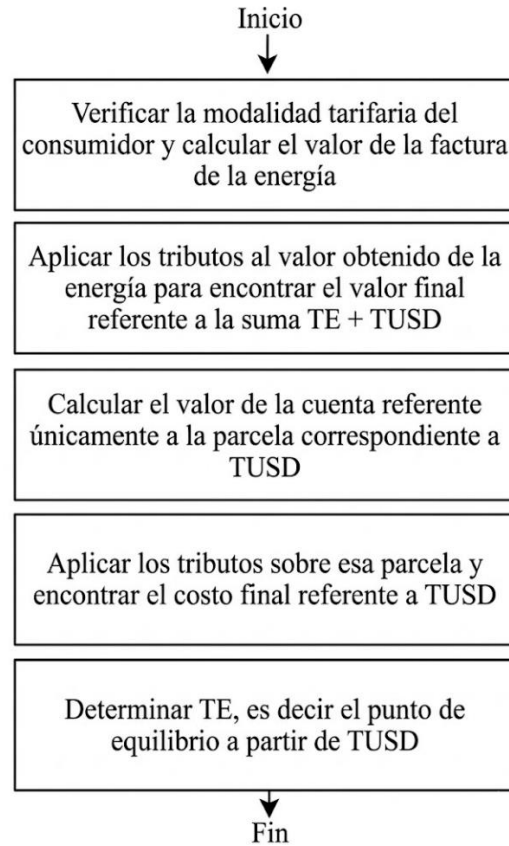 Inicio
Verificar la modalidad tarifaria del
consumidor y calcular el valor de la factura
de la energía
Aplicar los tributos al valor obtenido de la
energía para encontrar el valor final
referente a la suma TE + TUSD
Calcular el valor de la cuenta referente
únicamente a la parcela correspondiente a
TUSD
Aplicar los tributos sobre esa parcela y
encontrar el costo final referente a TUSD
Determinar TE, es decir el punto de
equilibrio a partir de TUSD
Fin